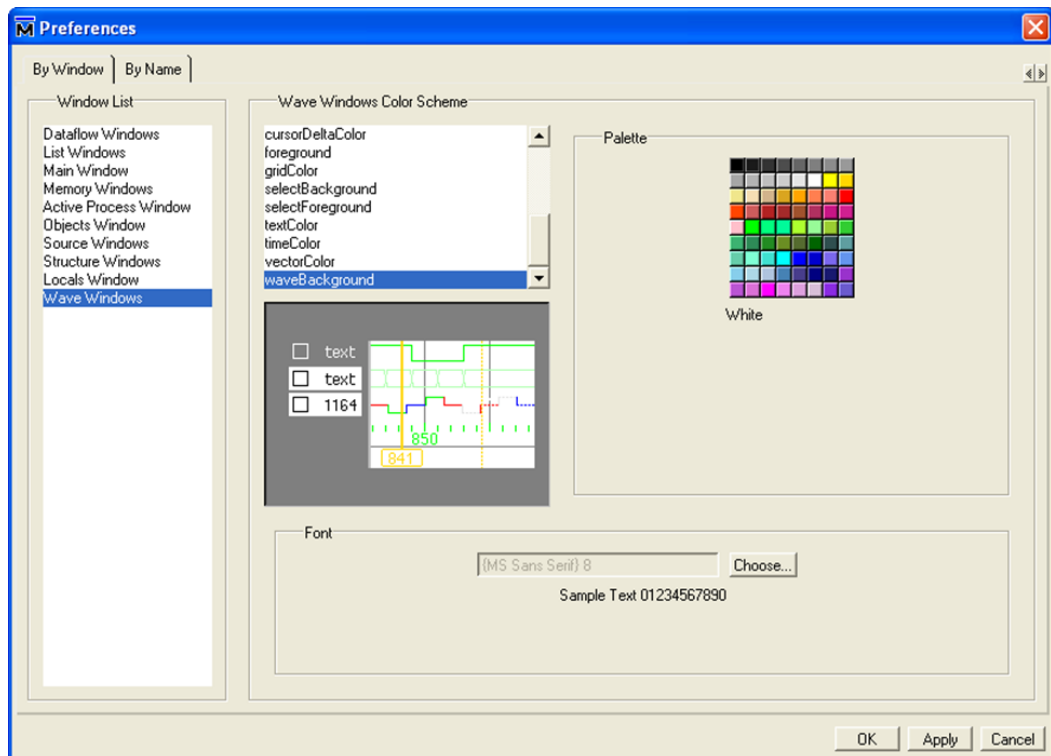 Preferences
By Window
By Name
Window List
Dataflow Windows
List Windows
Main Window
Memory Windows
Active Process Window
Objects Window
Source Windows
Structure Windows
Locals Window
Wave Windows
Wave Windows Color Scheme
cursorDeltaColor
foreground
gridColor
selectBackground
selectForeground
textColor
timeColor
vectorColor
waveBackground
text
text
1164
850
841
Palette
White
Font
{MS Sans Serif} 8
Choose...
Sample Text 01234567890
OK
Apply
Cancel